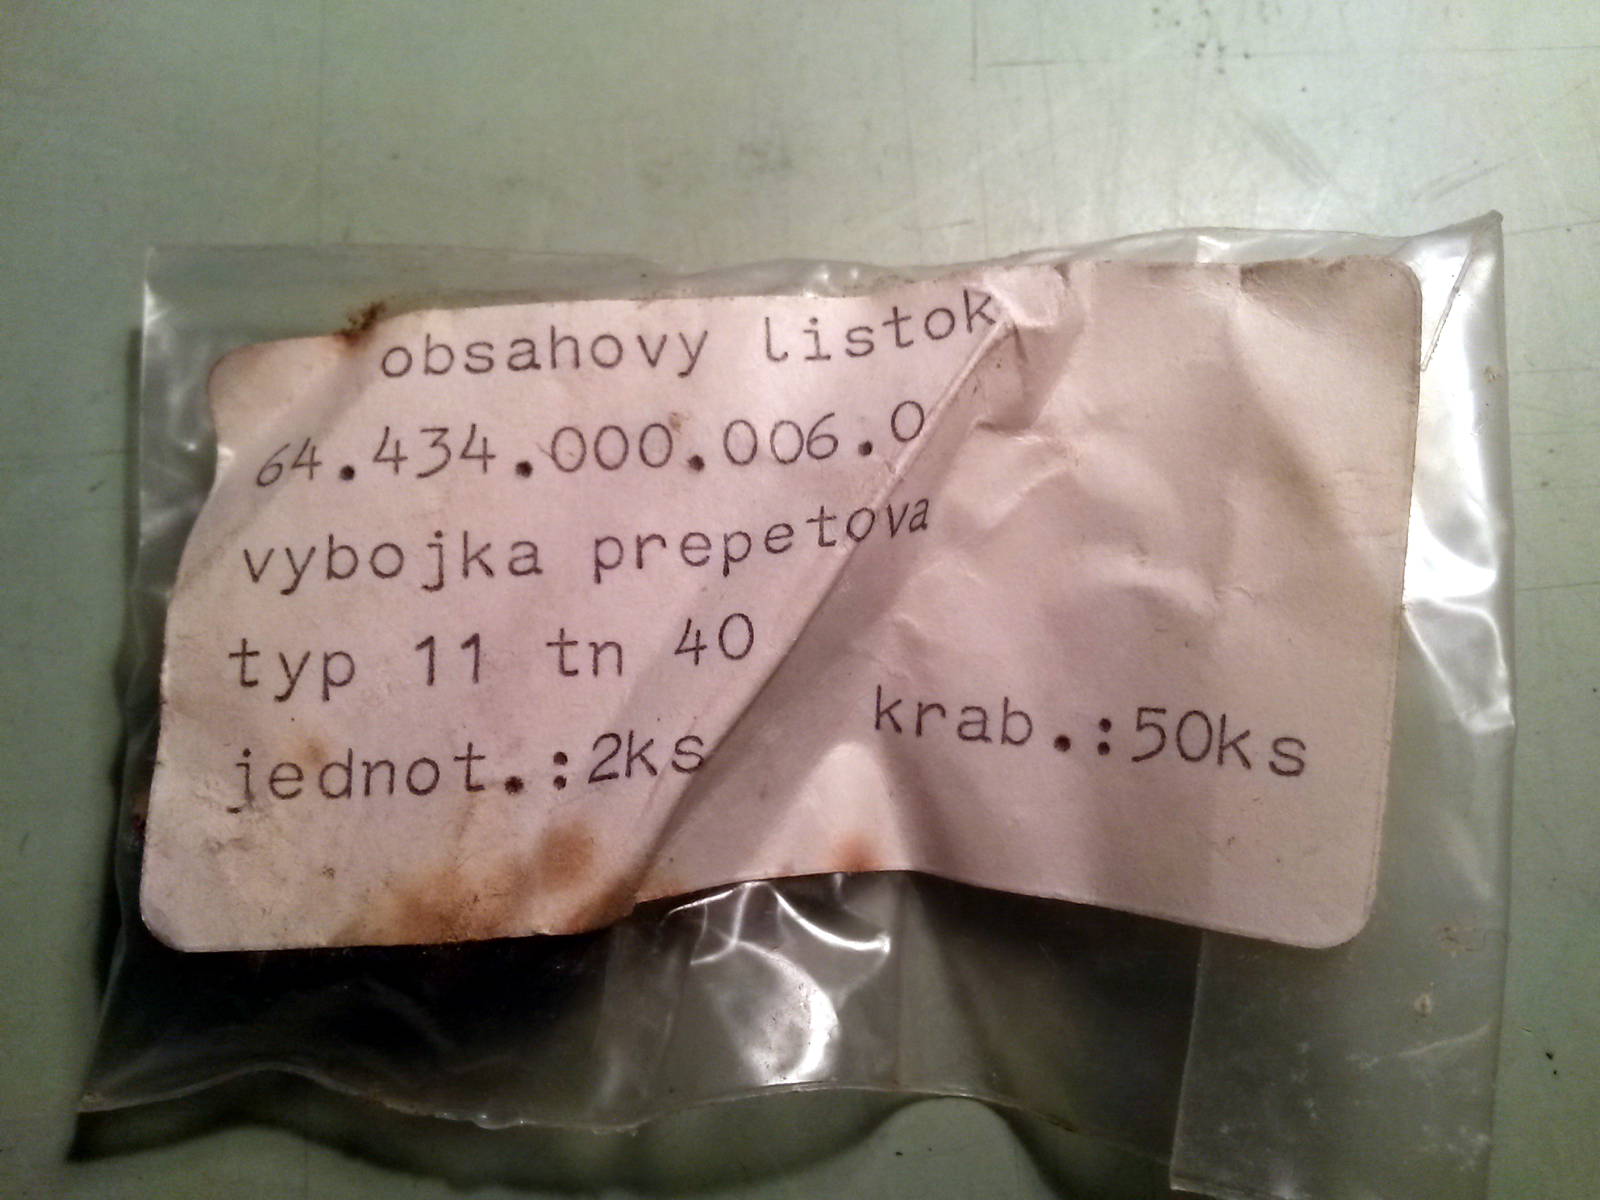 obsahovy listok
64.434.000.006.0
vybojka prepetova
typ 11 tn 40
jednot.:2ks krab.:50ks